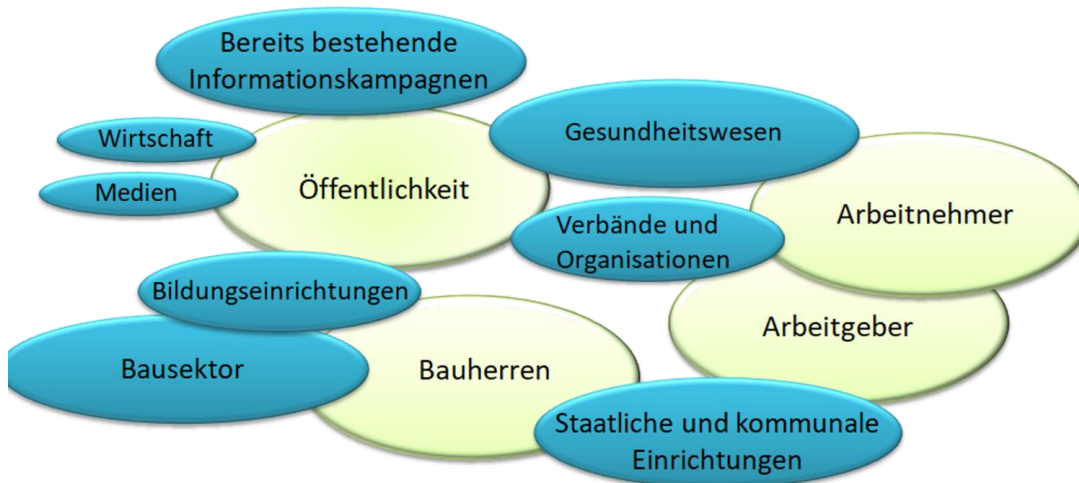 Bereits bestehende
Informationskampagnen
Wirtschaft
Gesundheitswesen
Medien
Öffentlichkeit
Arbeitnehmer
Verbände und
Organisationen
Bildungseinrichtungen
Arbeitgeber
Bausektor
Bauherren
Staatliche und kommunale
Einrichtungen